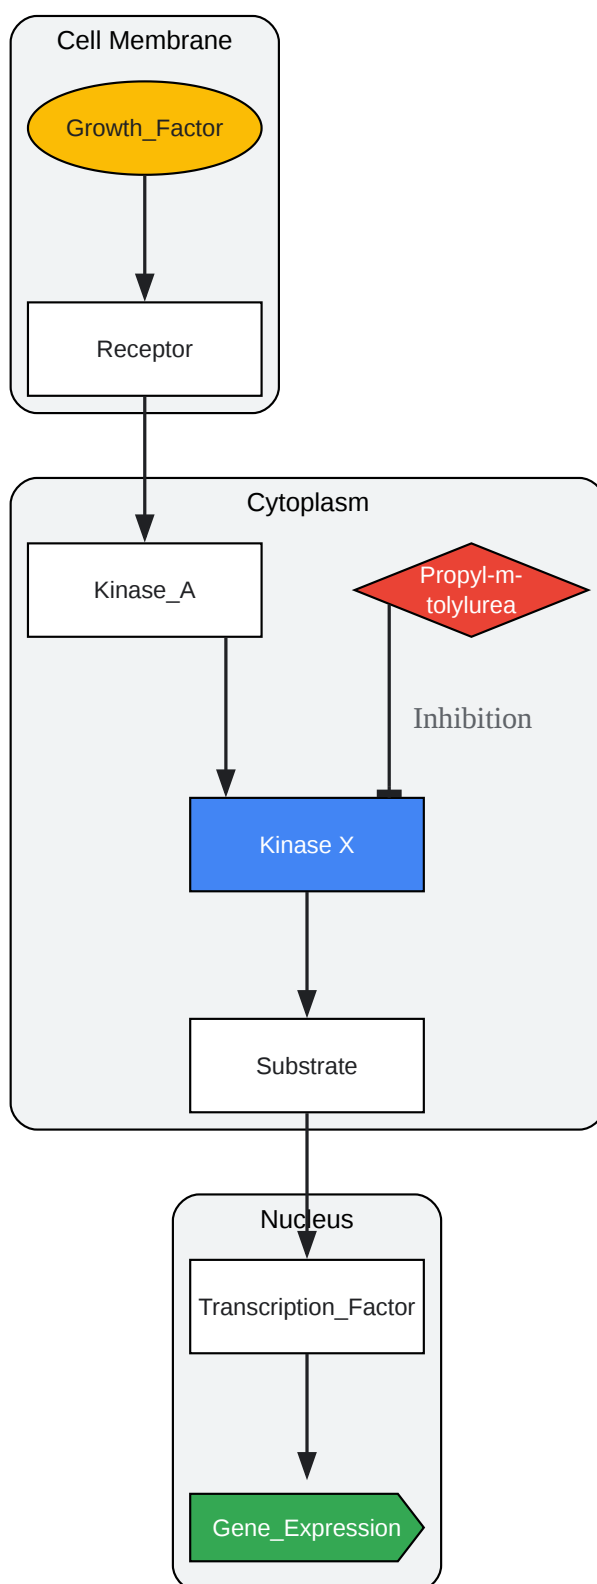 Cell Membrane
Growth_Factor
Receptor
Cytoplasm
Kinase_A
Propyl-m-
tolylurea
Inhibition
Kinase X
Substrate
Nucleus
Transcription_Factor
Gene_Expression